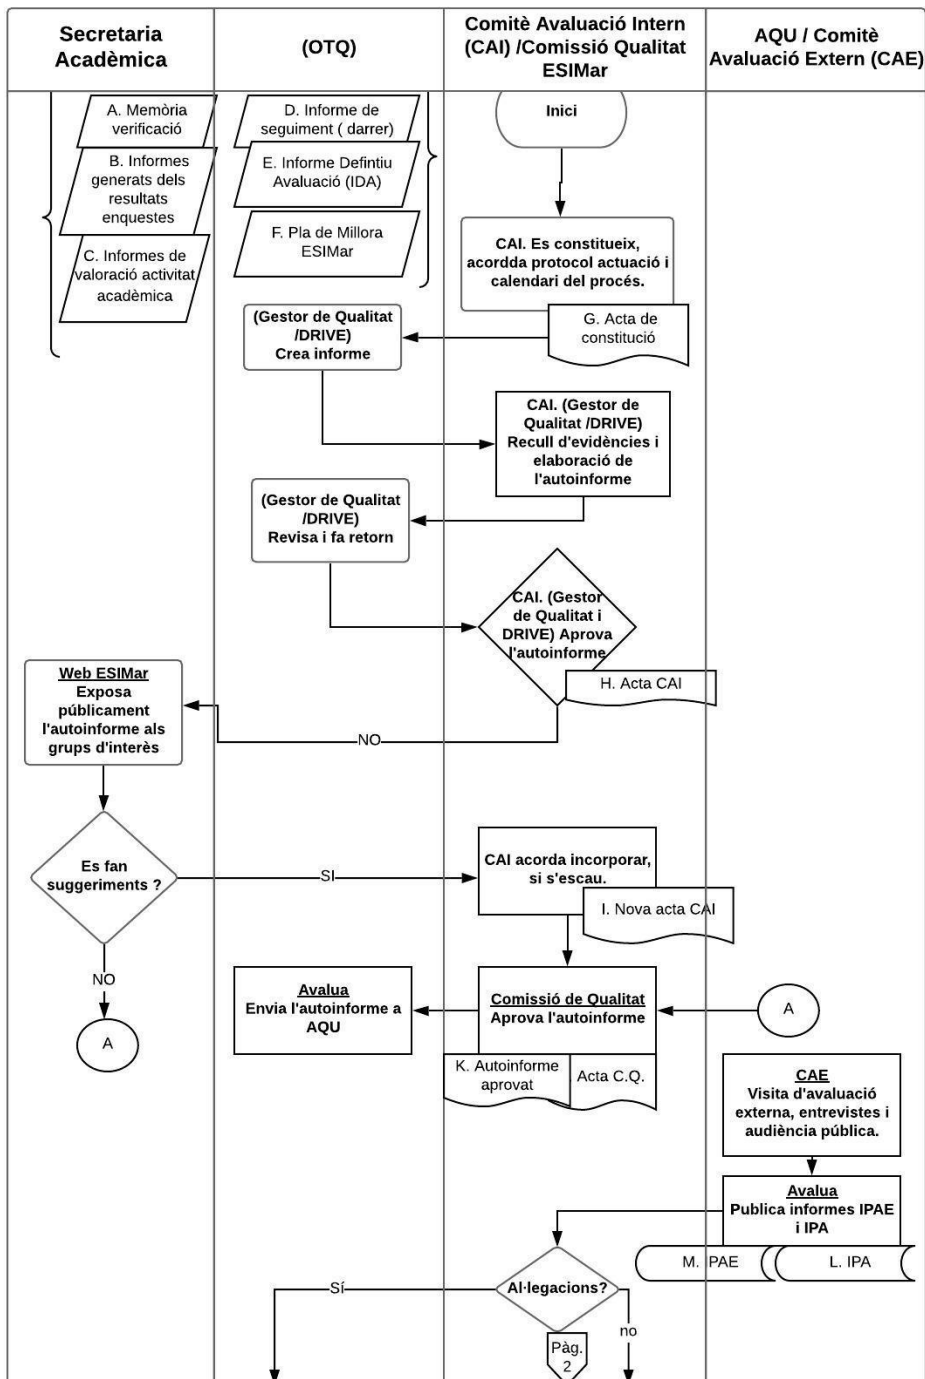 Secretaria
Acadèmica
(OTQ)
Comitè Avaluació Intern
(CAI) /Comissió Qualitat
ESIMar
AQU / Comitè
Avaluació Extern (CAE)
A. Memòria
verificació
B. Informes
generats dels
resultats
enquestes
C. Informes de
valoració activitat
acadèmica
D. Informe de
seguiment ( darrer)
E. Informe Defintiu
Avaluació (IDA)
F. Pla de Millora
ESIMar
Inici
CAI. Es constitueix,
acordda protocol actuació i
calendari del procés.
G. Acta de
constitució
(Gestor de Qualitat
/DRIVE)
Crea informe
CAI. (Gestor de
Qualitat /DRIVE)
Recull d'evidències i
elaboració de
l'autoinforme
(Gestor de Qualitat
/DRIVE)
Revisa i fa retorn
CAI. (Gestor
de Qualitat i
DRIVE) Aprova
l'autoinforme
H. Acta CAI
NO
Web ESIMar
Exposa
públicament
l'autoinforme als
grups d'interès
Es fan
suggeriments ?
SI
CAI acorda incorporar,
si s'escau.
I. Nova acta CAI
NO
A
Avalua
Envia l'autoinforme a
AQU
Comissió de Qualitat
Aprova l'autoinforme
A
K. Autoinforme
aprovat
Acta C.Q.
CAE
Visita d'avaluació
externa, entrevistes i
audiència pública.
Avalua
Publica informes IPAE
i IPA
M. IPAE
L. IPA
Al·legacions?
Sí
no
Pàg.
2